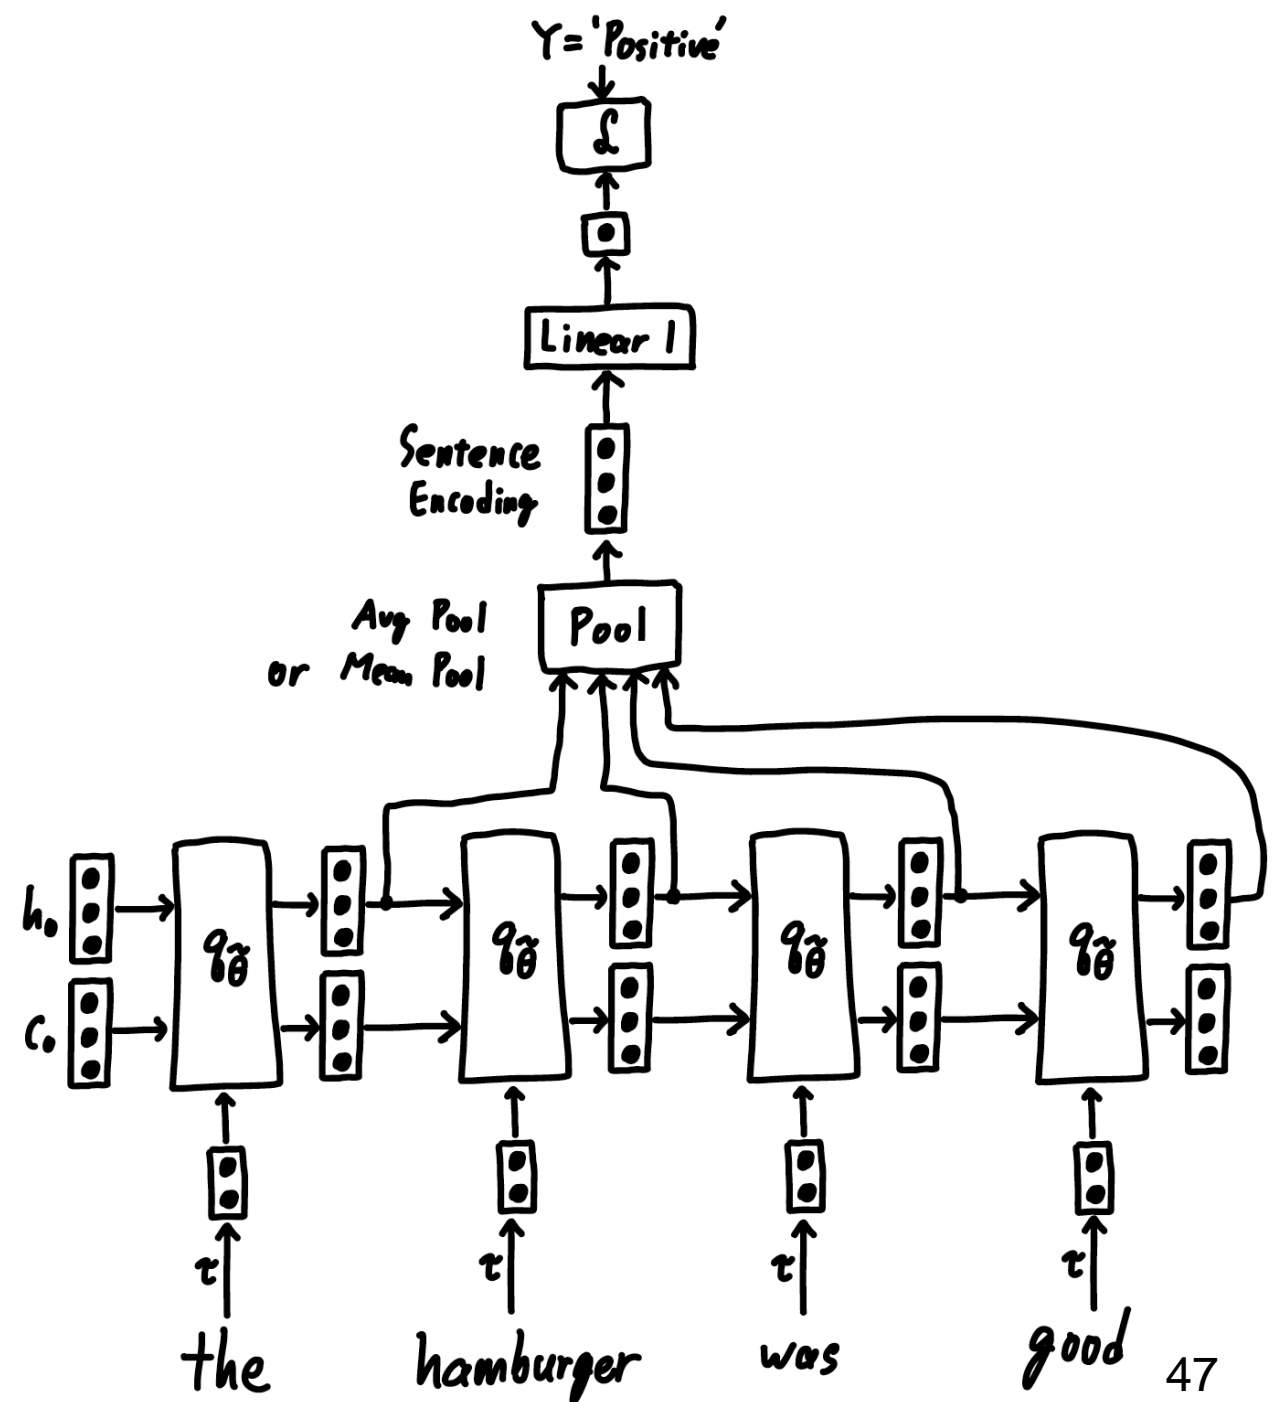 Y = 'Positive'
ℒ
Linear 1
Sentence
Encoding
Avg Pool
or Mean Pool
Pool
h₀
c₀
q_θ̃
q_θ̃
q_θ̃
q_θ̃
τ
τ
τ
τ
the
hamburger
was
good
47